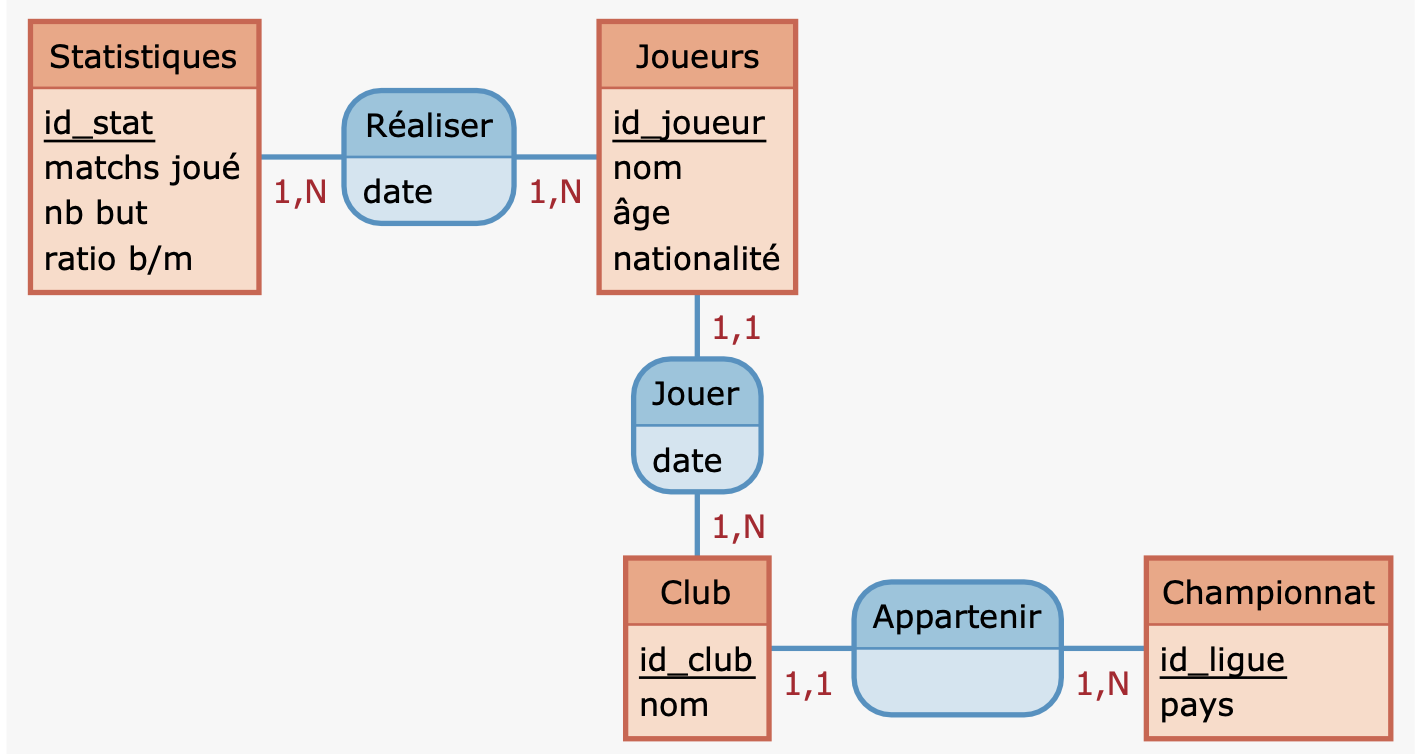 Statistiques
id_stat
matchs joué
nb but
ratio b/m
1,N
Réaliser
date
1,N
Joueurs
id_joueur
nom
âge
nationalité
1,1
Jouer
date
1,N
Club
id_club
nom
1,1
Appartenir
1,N
Championnat
id_ligue
pays